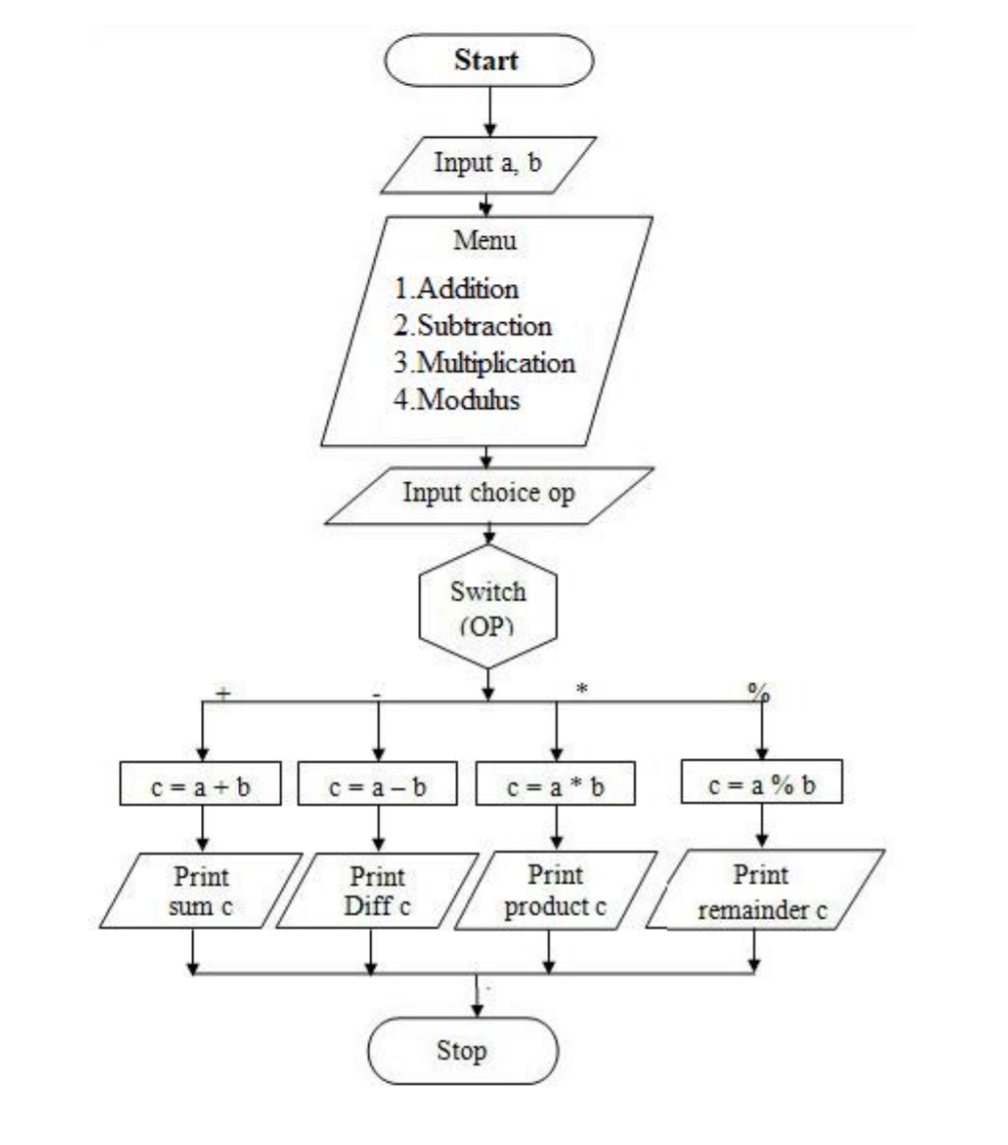 Start
Input a, b
Menu
1.Addition
2.Subtraction
3.Multiplication
4.Modulus
Input choice op
Switch
(OP)
+ - * %
c = a + b c = a – b c = a * b c = a % b
Print
sum c
Print
Diff c
Print
product c
Print
remainder c
Stop